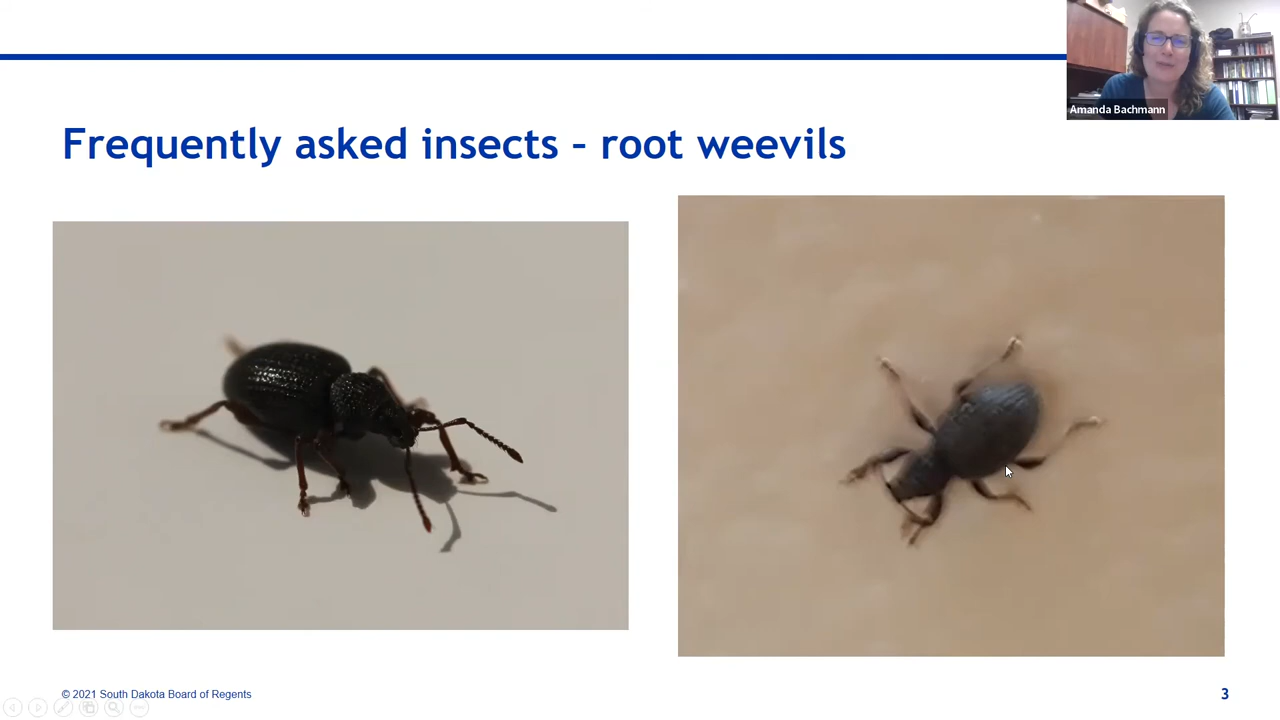 Amanda Bachmann
Frequently asked insects – root weevils
© 2021 South Dakota Board of Regents
3